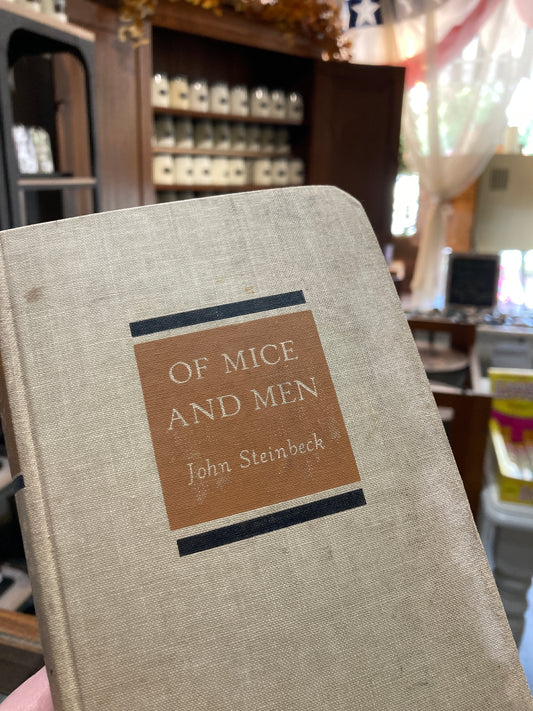 OF MICE
AND MEN
John Steinbeck